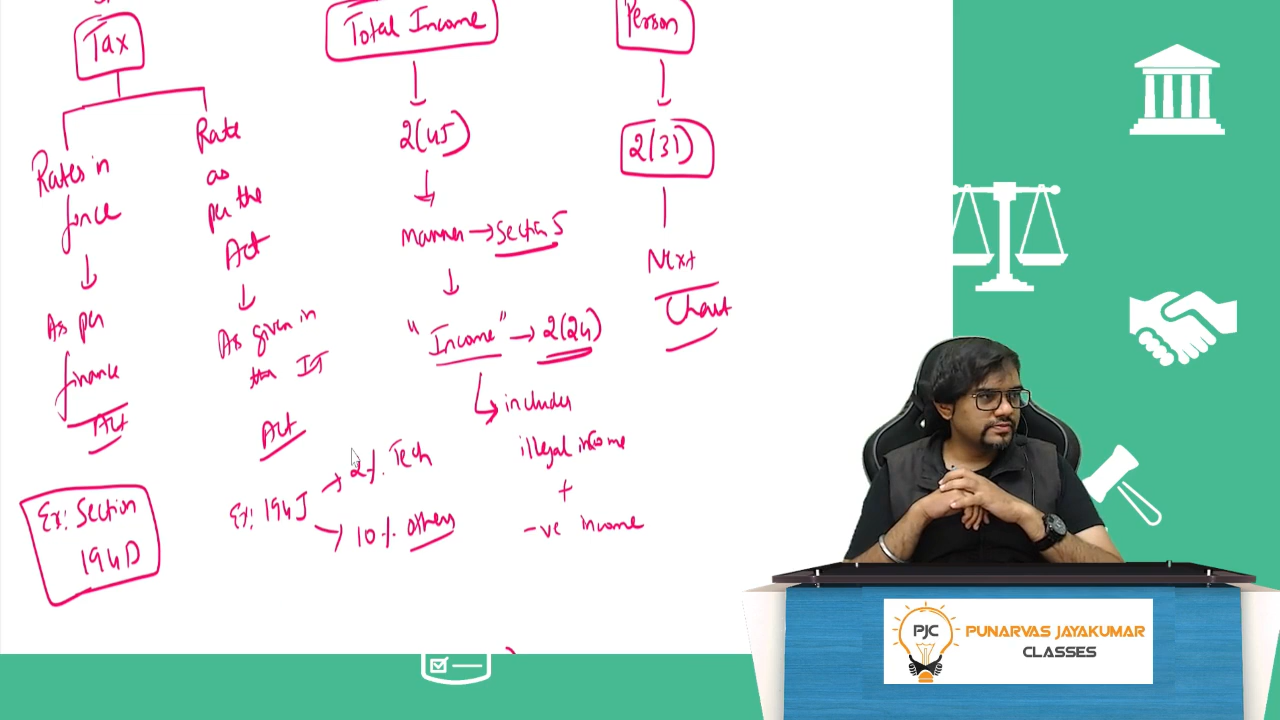 Tax
Rates in
force
As per
finance
Act
Ex: Section
194D
Rate
as
per the
Act
As given in
the IT
Act
Ex: 194J
2% Tech
10% others
Total Income
2(45)
Manner → Section 5
"Income" → 2(24)
includes
illegal income
+
-ve income
Person
2(31)
Next
Chart
PJC
PUNARVAS JAYAKUMAR
CLASSES